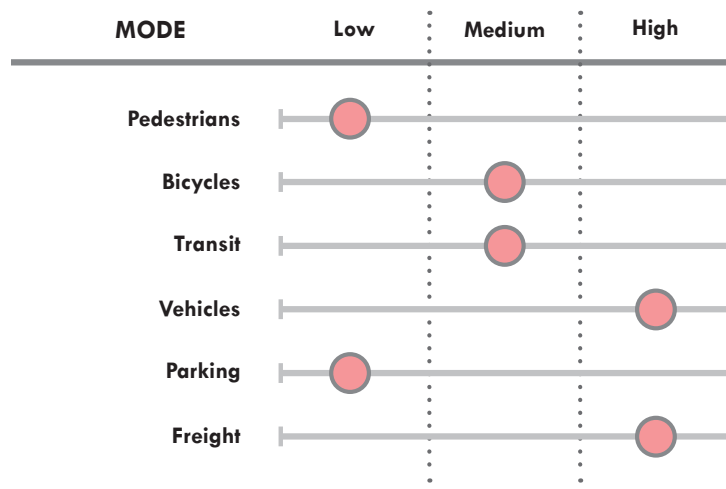 MODE Low Medium High
Pedestrians
Bicycles
Transit
Vehicles
Parking
Freight